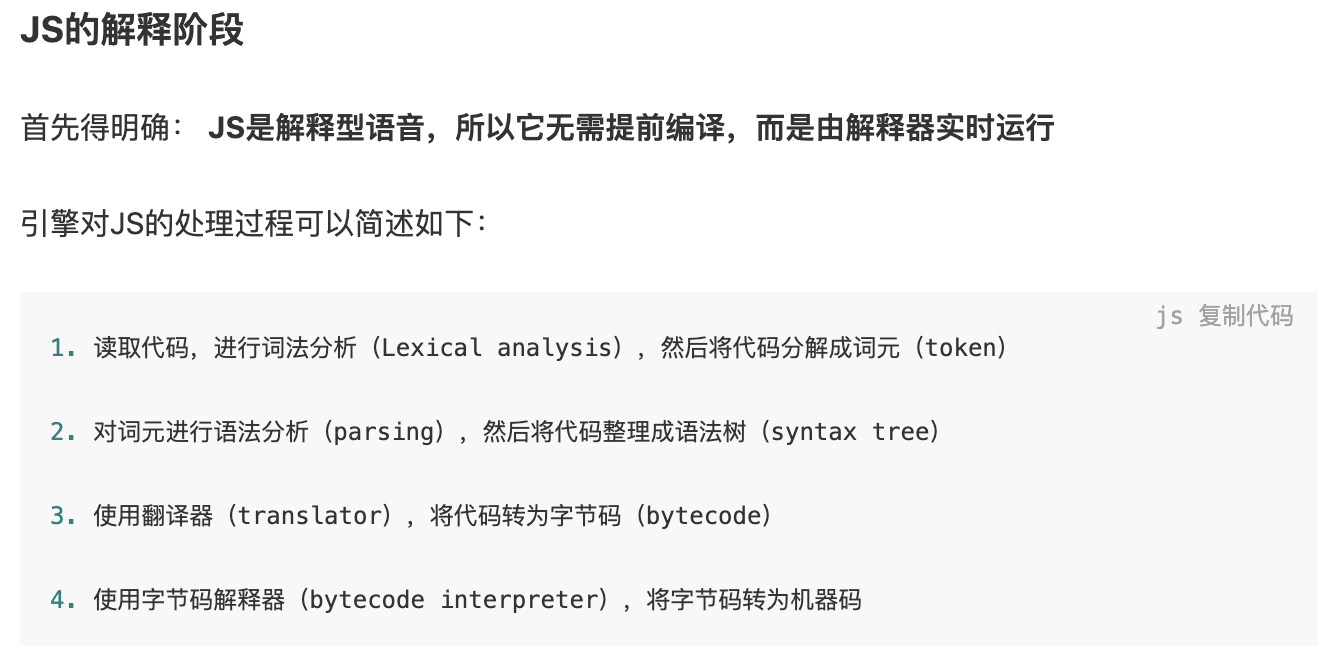 JS的解释阶段
首先得明确： JS是解释型语音，所以它无需提前编译，而是由解释器实时运行
引擎对JS的处理过程可以简述如下：
js 复制代码
1. 读取代码，进行词法分析（Lexical analysis），然后将代码分解成词元（token）
2. 对词元进行语法分析（parsing），然后将代码整理成语法树（syntax tree）
3. 使用翻译器（translator），将代码转为字节码（bytecode）
4. 使用字节码解释器（bytecode interpreter），将字节码转为机器码